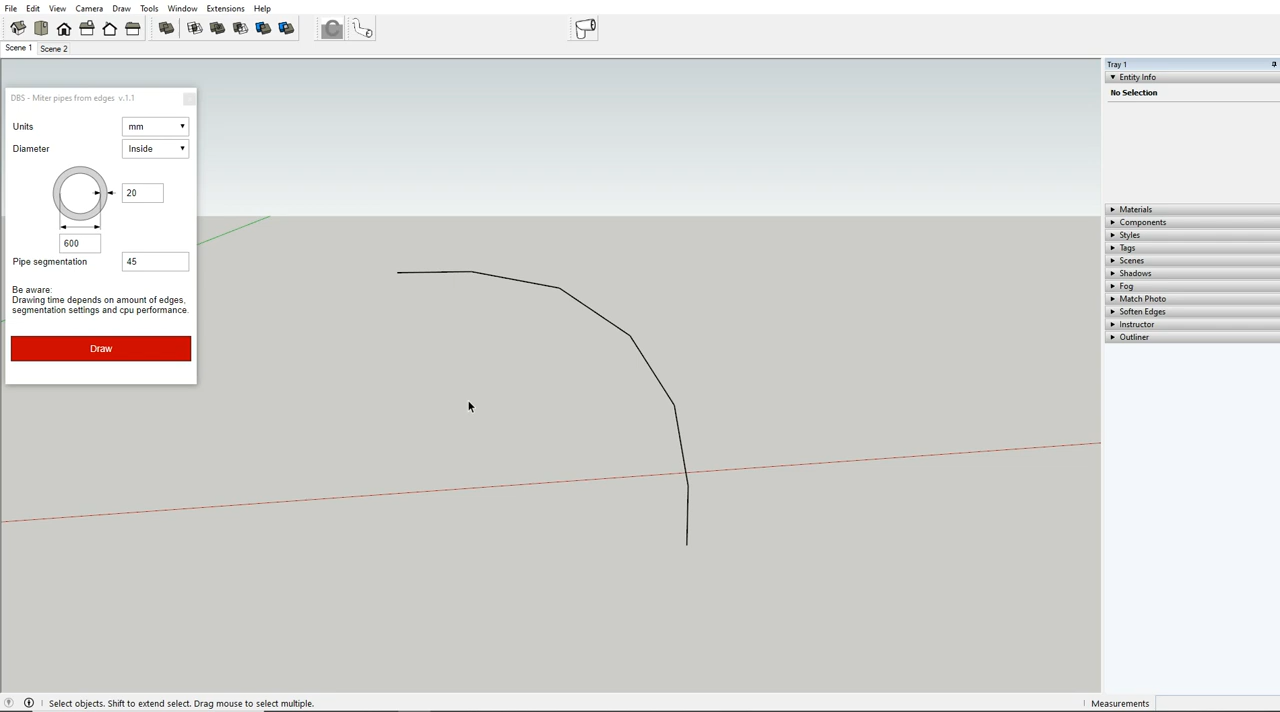 File Edit View Camera Draw Tools Window Extensions Help
Scene 1 Scene 2
Tray 1
Entity Info
No Selection
DBS - Miter pipes from edges v.1.1
Units mm
Diameter Inside
20
600
Pipe segmentation 45
Be aware:
Drawing time depends on amount of edges,
segmentation settings and cpu performance.
Draw
Materials
Components
Styles
Tags
Scenes
Shadows
Fog
Match Photo
Soften Edges
Instructor
Outliner
Select objects. Shift to extend select. Drag mouse to select multiple.
Measurements